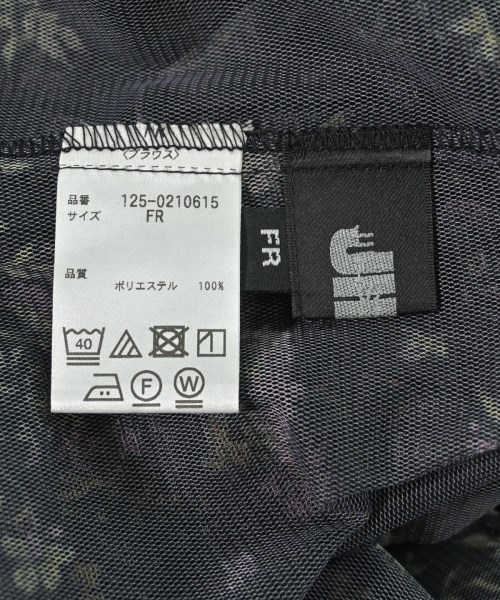 〈ブラウス〉
品番 125-0210615
サイズ FR
品質 ポリエステル 100%
40
F W
FR